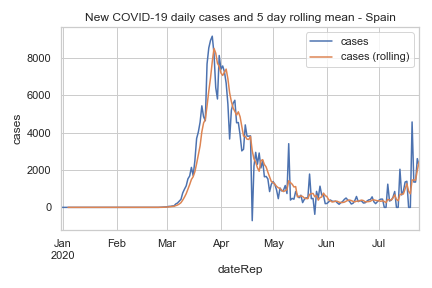 New COVID-19 daily cases and 5 day rolling mean - Spain
cases
cases (rolling)
8000
6000
4000
2000
0
cases
Jan
2020
Feb
Mar
Apr
May
Jun
Jul
dateRep